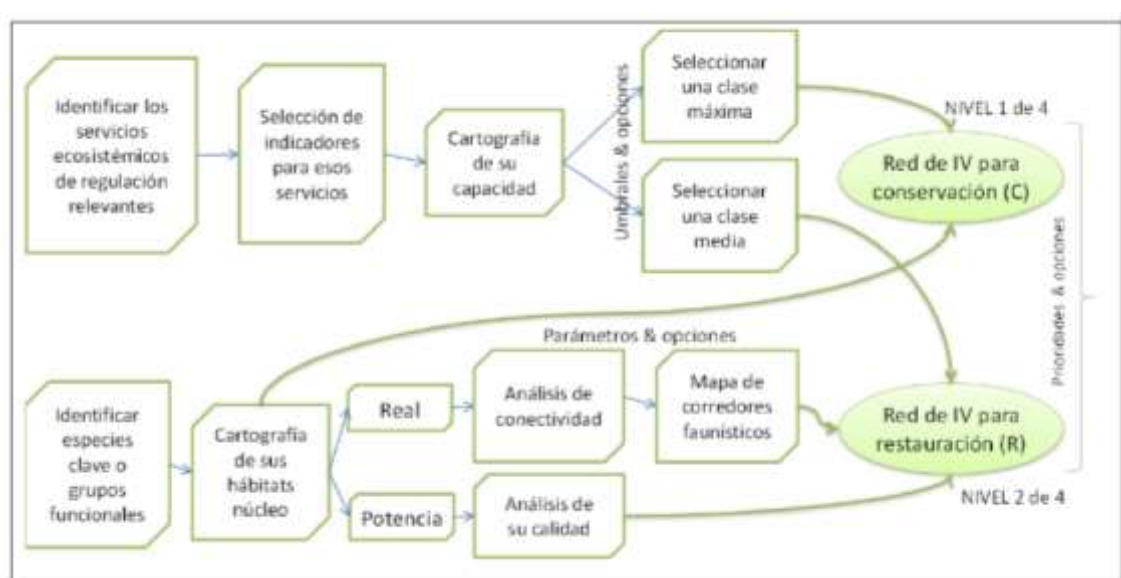 Identificar los
servicios
ecosistémicos
de regulación
relevantes
Selección de
indicadores
para esos
servicios
Cartografía
de su
capacidad
Umbrales & opciones
Seleccionar
una clase
máxima
Seleccionar
una clase
media
NIVEL 1 de 4
Red de IV para
conservación (C)
Prioridades & opciones
Parámetros & opciones
Identificar
especies
clave o
grupos
funcionales
Cartografía
de sus
hábitats
núcleo
Real
Análisis de
conectividad
Mapa de
corredores
faunísticos
Potencia
Análisis de
su calidad
Red de IV para
restauración (R)
NIVEL 2 de 4